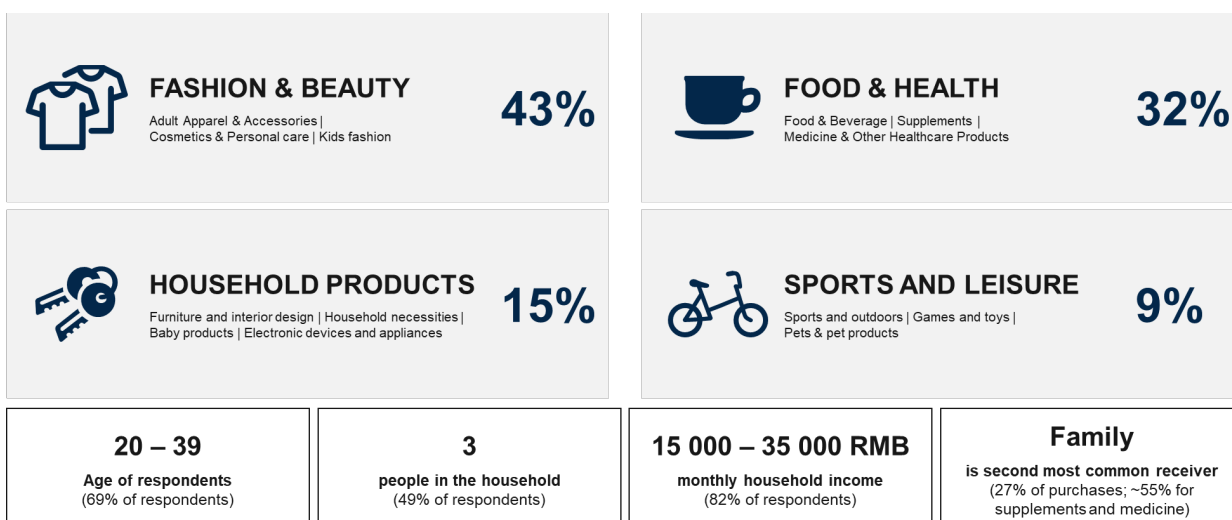 FASHION & BEAUTY
Adult Apparel & Accessories |
Cosmetics & Personal care | Kids fashion
43%
FOOD & HEALTH
Food & Beverage | Supplements |
Medicine & Other Healthcare Products
32%
HOUSEHOLD PRODUCTS
Furniture and interior design | Household necessities |
Baby products | Electronic devices and appliances
15%
SPORTS AND LEISURE
Sports and outdoors | Games and toys |
Pets & pet products
9%
20 – 39
Age of respondents
(69% of respondents)
3
people in the household
(49% of respondents)
15 000 – 35 000 RMB
monthly household income
(82% of respondents)
Family
is second most common receiver
(27% of purchases; ~55% for
supplements and medicine)